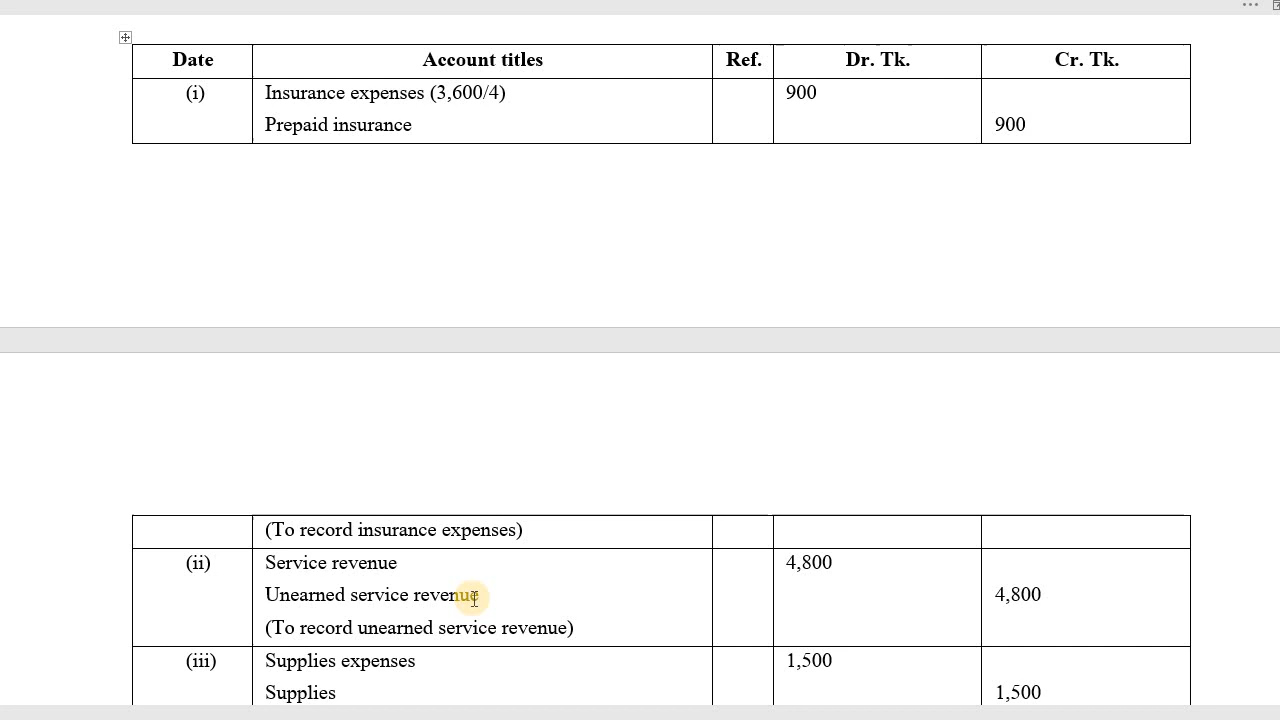 Date Account titles Ref. Dr. Tk. Cr. Tk.
(i) Insurance expenses (3,600/4) 900
Prepaid insurance 900
(To record insurance expenses)
(ii) Service revenue 4,800
Unearned service revenue 4,800
(To record unearned service revenue)
(iii) Supplies expenses 1,500
Supplies 1,500